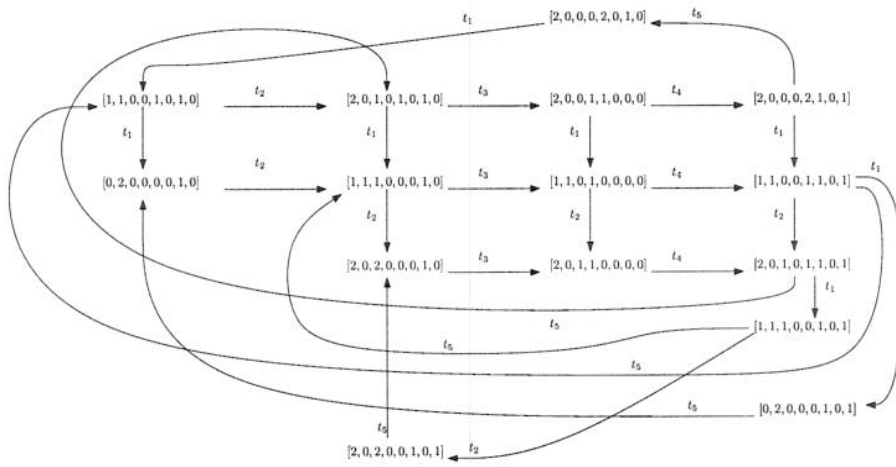 [2,0,0,0,2,0,1,0]
t₁
t₅
[1,1,0,0,1,0,1,0]
t₂
[2,0,1,0,1,0,1,0]
t₃
[2,0,0,1,1,0,0,0]
t₄
[2,0,0,0,2,1,0,1]
t₁
t₁
t₁
t₁
[0,2,0,0,0,0,1,0]
t₂
[1,1,1,0,0,0,1,0]
t₃
[1,1,0,1,0,0,0,0]
t₄
[1,1,0,0,1,1,0,1]
t₁
t₂
t₂
t₂
[2,0,2,0,0,0,1,0]
t₃
[2,0,1,1,0,0,0,0]
t₄
[2,0,1,0,1,1,0,1]
t₁
t₅
[1,1,1,0,0,1,0,1]
t₅
t₅
t₅
[0,2,0,0,0,1,0,1]
t₅
[2,0,2,0,0,1,0,1]
t₂